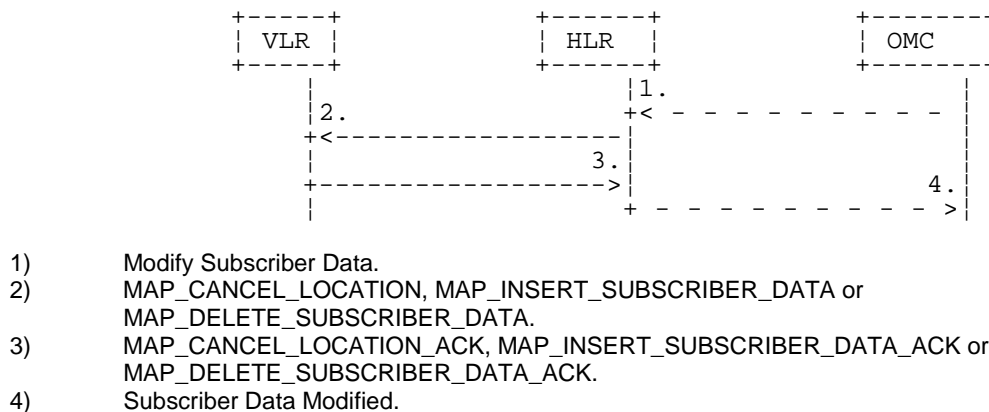 VLR HLR OMC
1.
2.
3.
4.
1) Modify Subscriber Data.
2) MAP_CANCEL_LOCATION, MAP_INSERT_SUBSCRIBER_DATA or
MAP_DELETE_SUBSCRIBER_DATA.
3) MAP_CANCEL_LOCATION_ACK, MAP_INSERT_SUBSCRIBER_DATA_ACK or
MAP_DELETE_SUBSCRIBER_DATA_ACK.
4) Subscriber Data Modified.